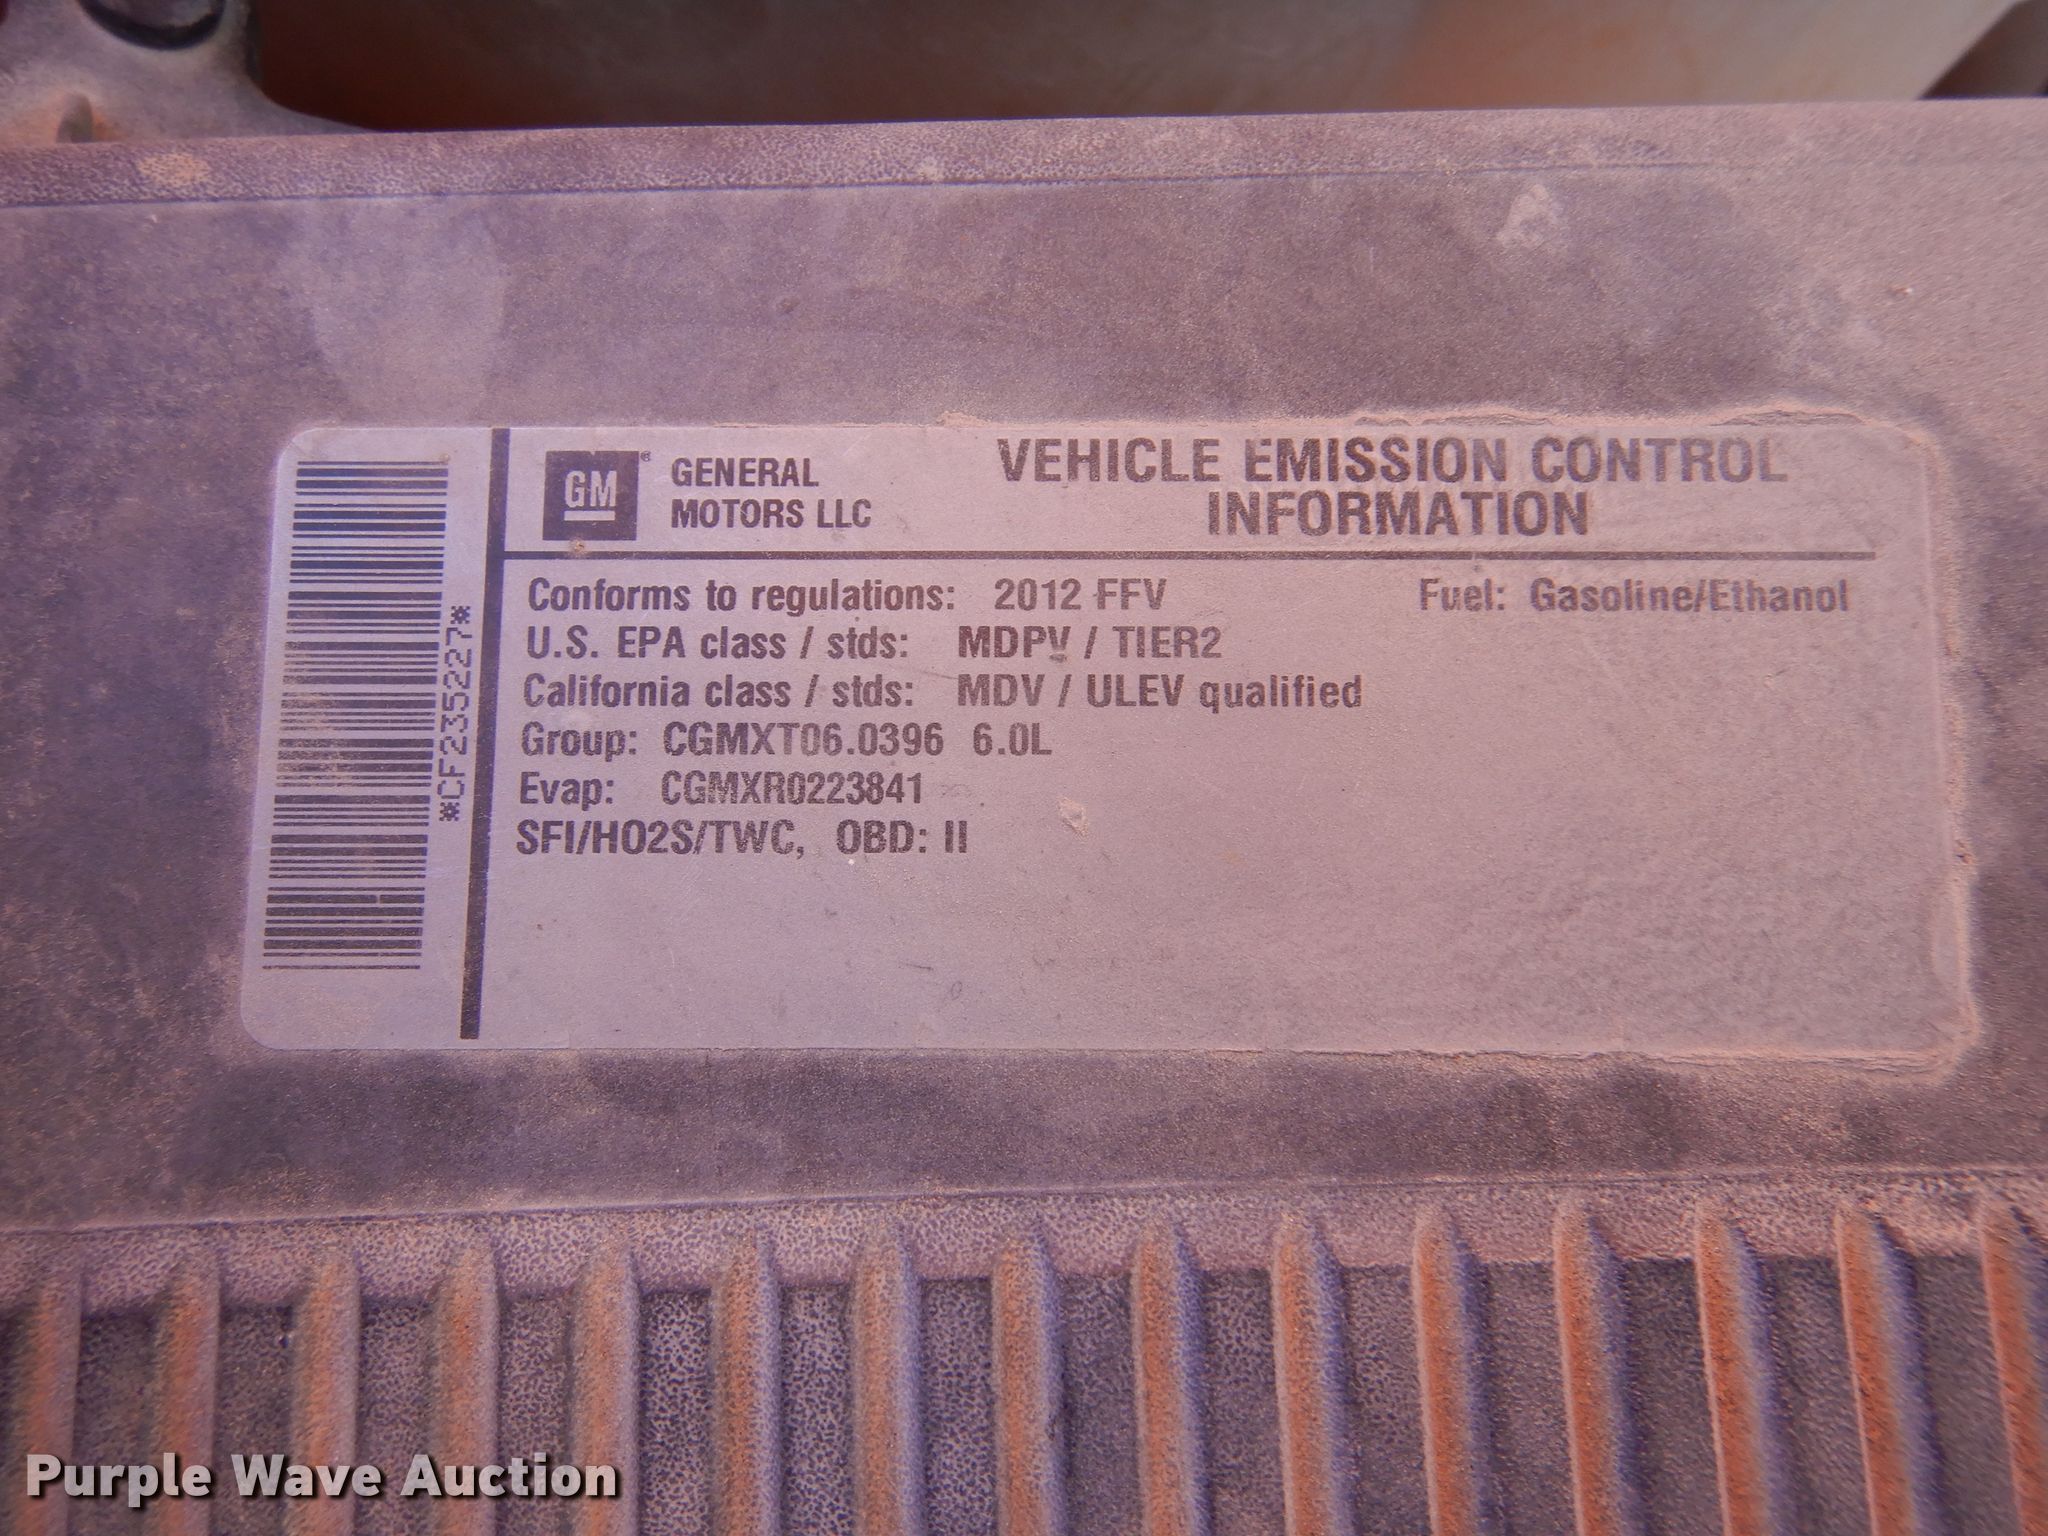 GM®
GENERAL
MOTORS LLC
VEHICLE EMISSION CONTROL
INFORMATION
*CF235227*
Conforms to regulations: 2012 FFV Fuel: Gasoline/Ethanol
U.S. EPA class / stds: MDPV / TIER2
California class / stds: MDV / ULEV qualified
Group: CGMXT06.0396 6.0L
Evap: CGMXR0223841
SFI/HO2S/TWC, OBD: II
Purple Wave Auction